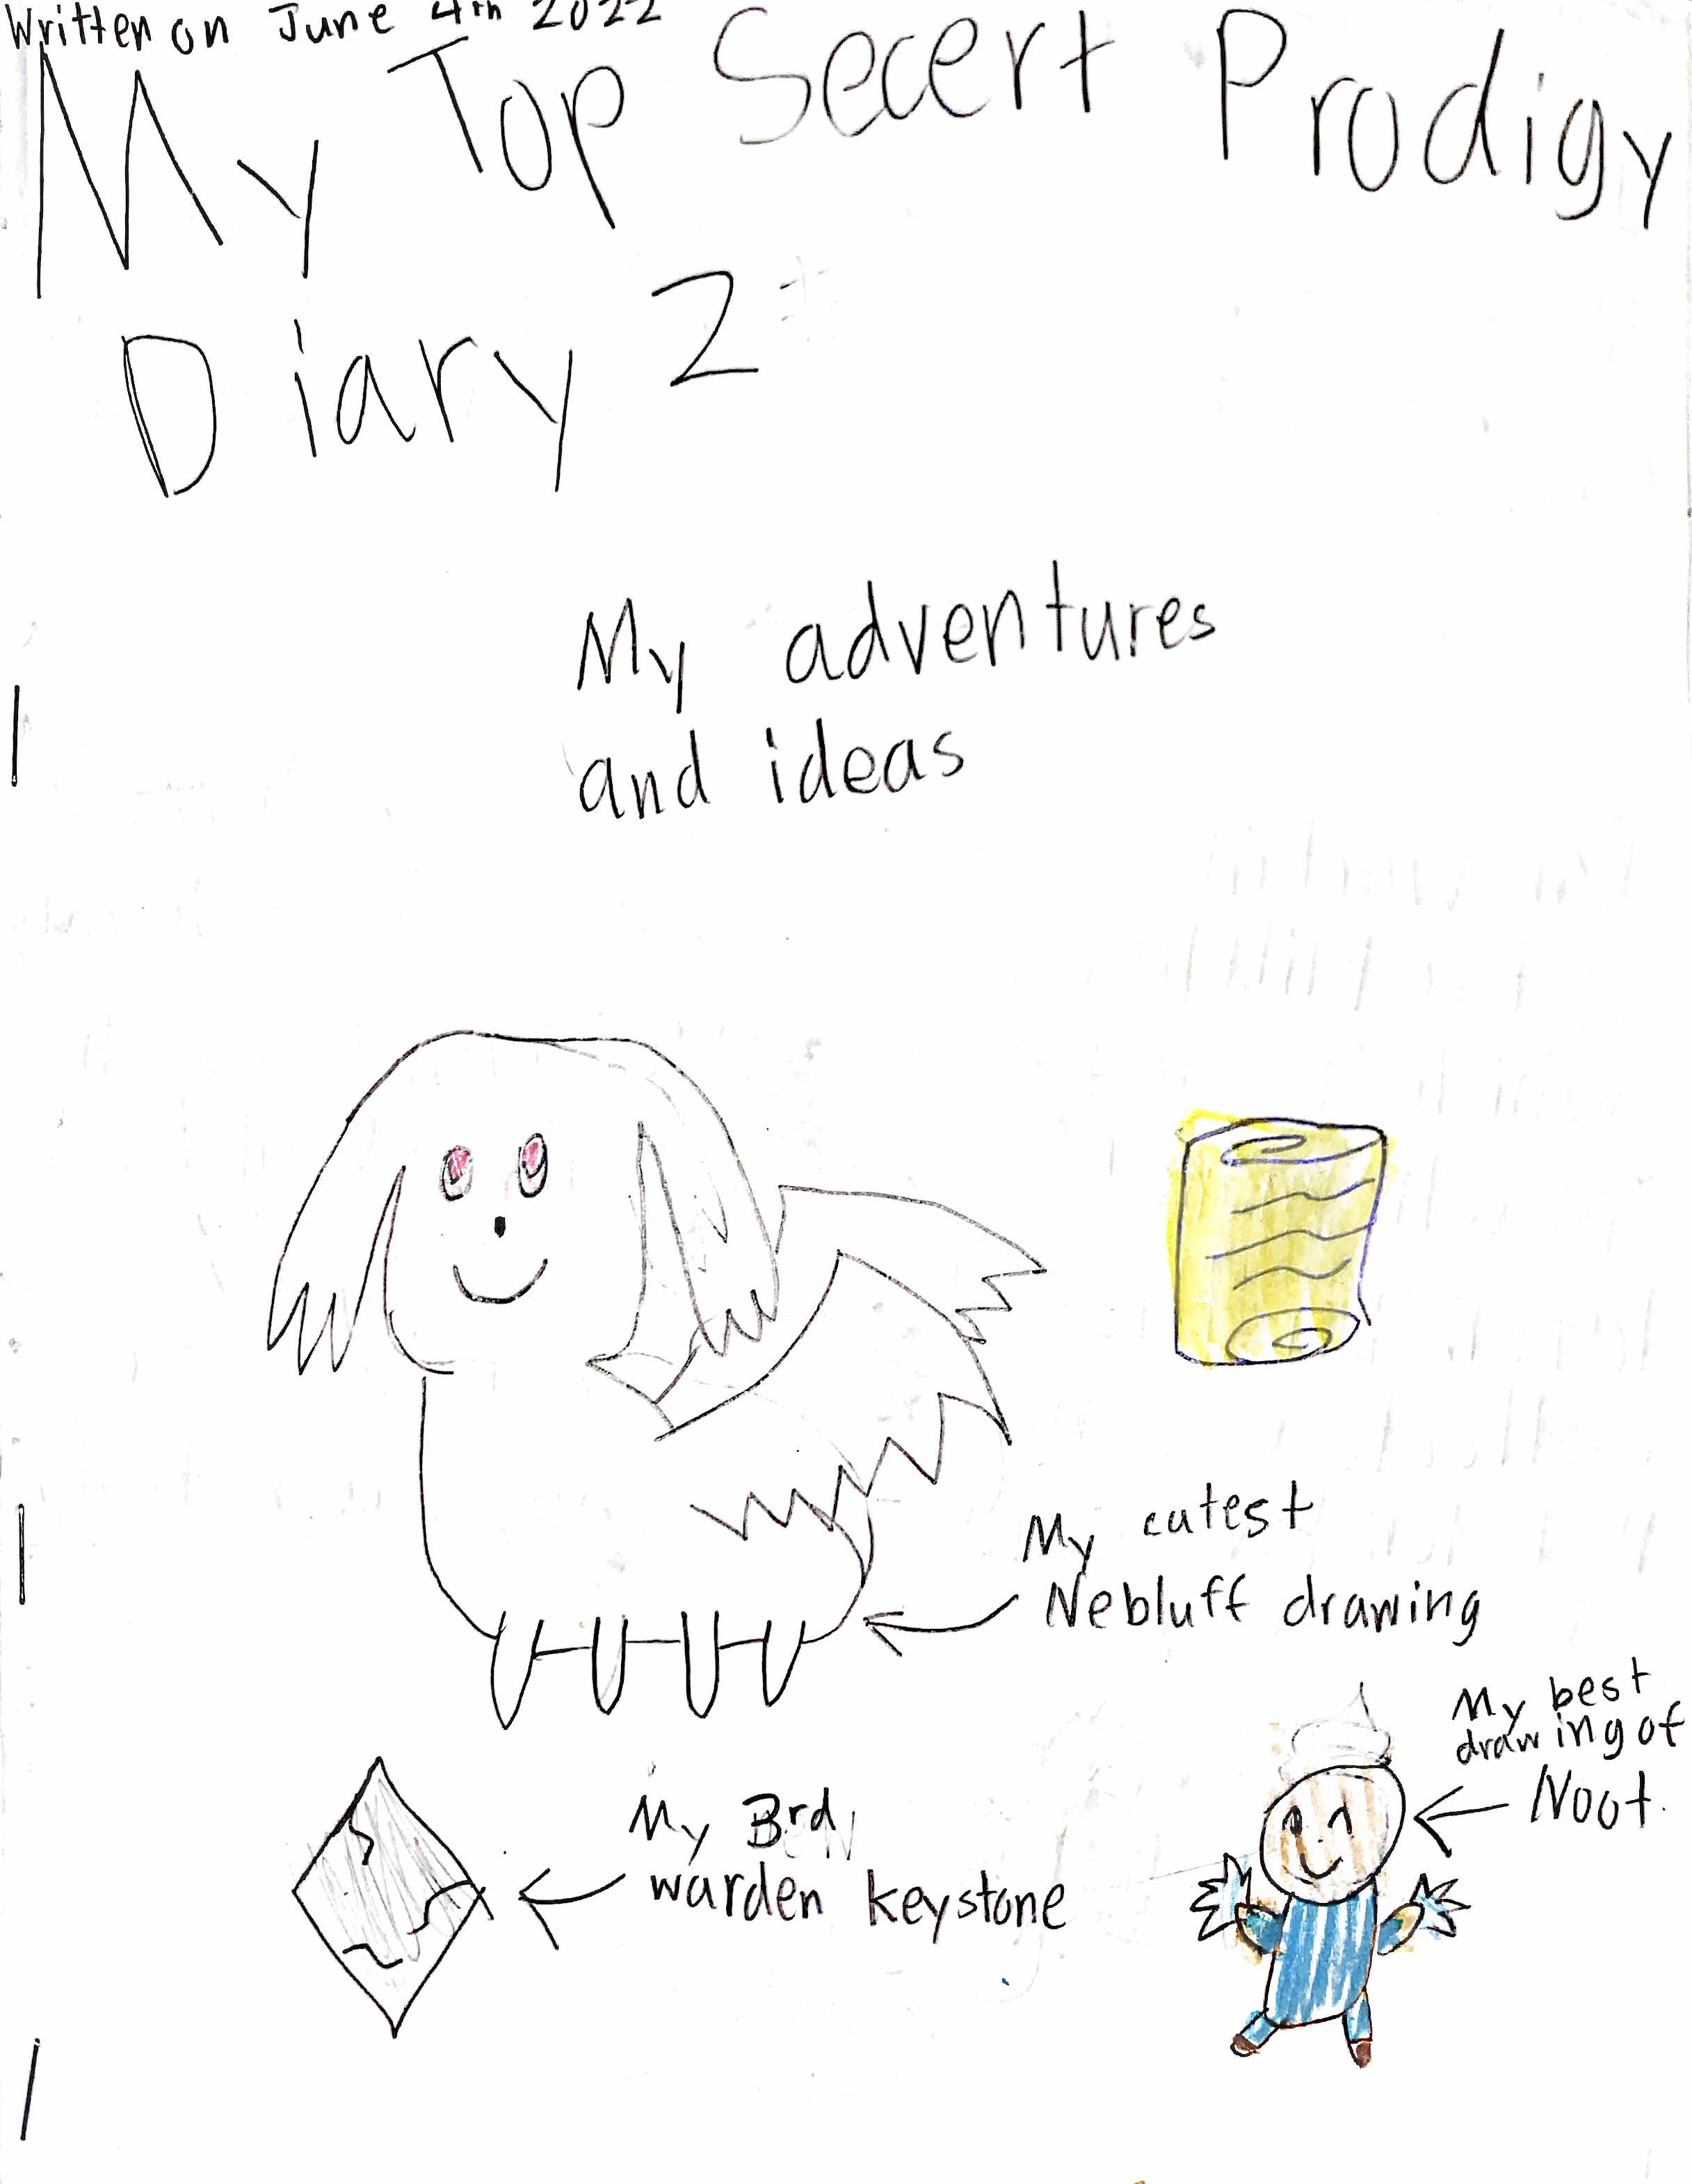 Written on June 4th 2022
My Top Secert Prodigy
Diary 2
My adventures
and ideas
My cutest
Nebluff drawing
My best
drawing of
Noot.
My 3rd
warden keystone